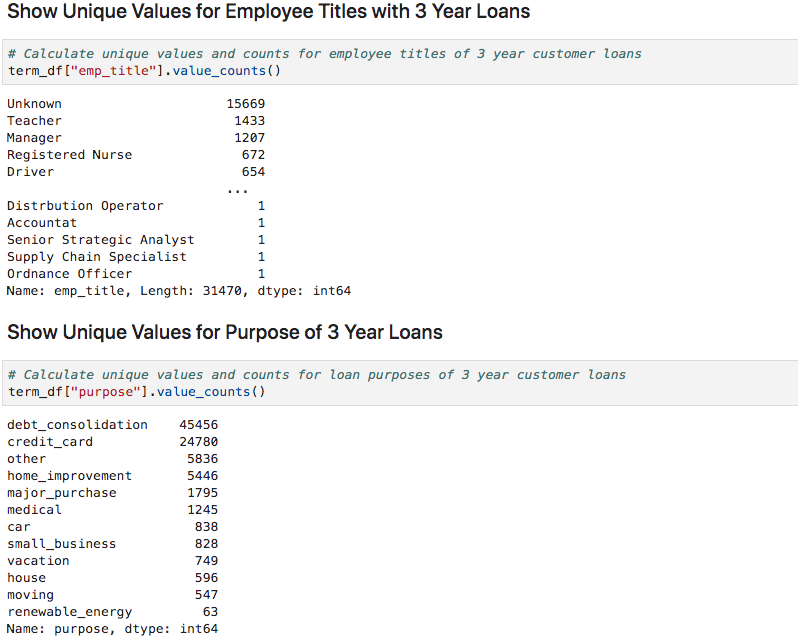 Show Unique Values for Employee Titles with 3 Year Loans
# Calculate unique values and counts for employee titles of 3 year customer loans
term_df["emp_title"].value_counts()
Unknown 15669
Teacher 1433
Manager 1207
Registered Nurse 672
Driver 654
...
Distrbution Operator 1
Accountat 1
Senior Strategic Analyst 1
Supply Chain Specialist 1
Ordnance Officer 1
Name: emp_title, Length: 31470, dtype: int64
Show Unique Values for Purpose of 3 Year Loans
# Calculate unique values and counts for loan purposes of 3 year customer loans
term_df["purpose"].value_counts()
debt_consolidation 45456
credit_card 24780
other 5836
home_improvement 5446
major_purchase 1795
medical 1245
car 838
small_business 828
vacation 749
house 596
moving 547
renewable_energy 63
Name: purpose, dtype: int64